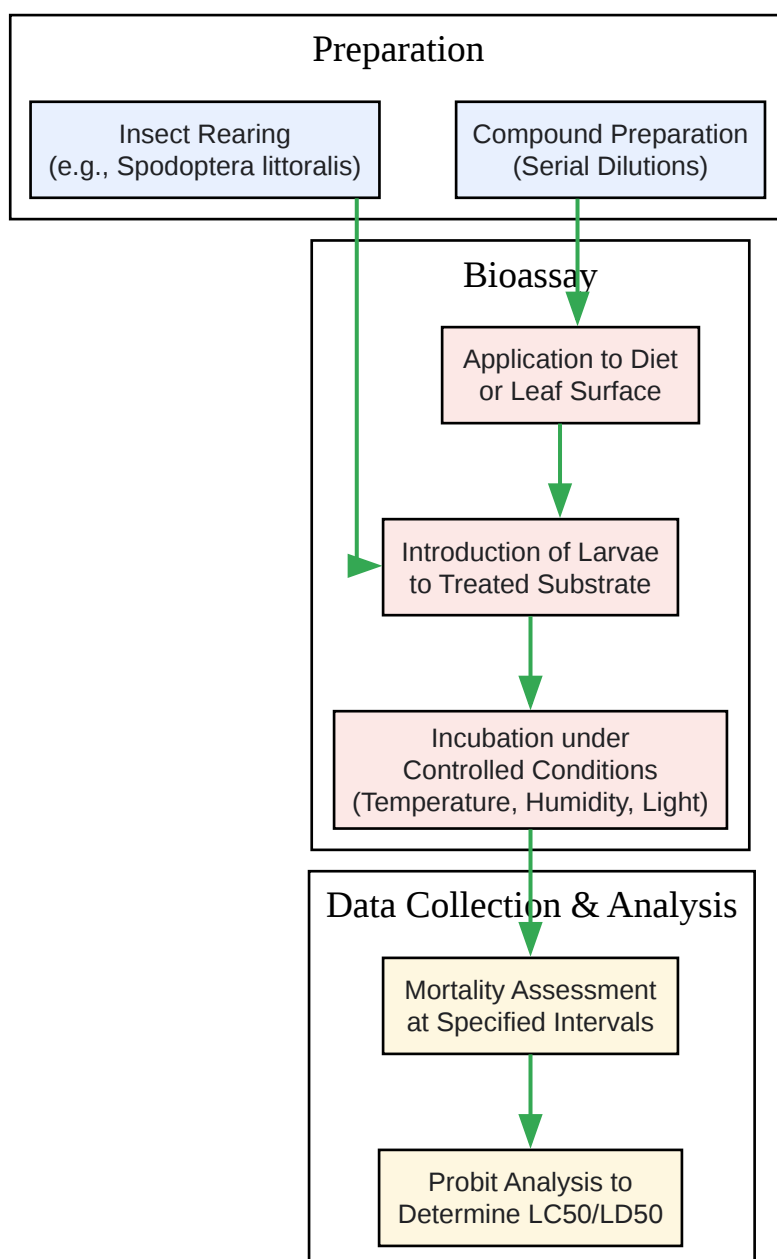 Preparation
Insect Rearing
(e.g., Spodoptera littoralis)
Compound Preparation
(Serial Dilutions)
Bioassay
Application to Diet
or Leaf Surface
Introduction of Larvae
to Treated Substrate
Incubation under
Controlled Conditions
(Temperature, Humidity, Light)
Data Collection & Analysis
Mortality Assessment
at Specified Intervals
Probit Analysis to
Determine LC50/LD50